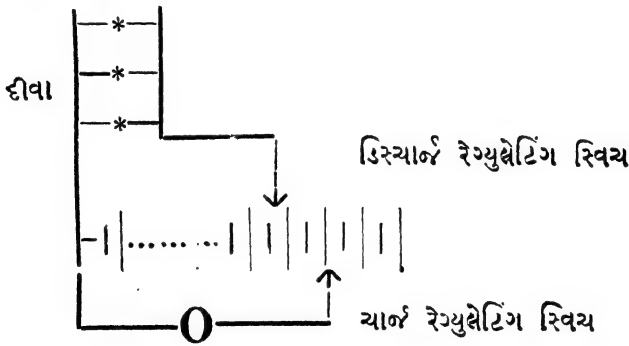 દીવા
ડિસ્ચાર્જ રેગ્યુલેટિંગ સ્વિચ
ચાર્જ રેગ્યુલેટિંગ સ્વિચ